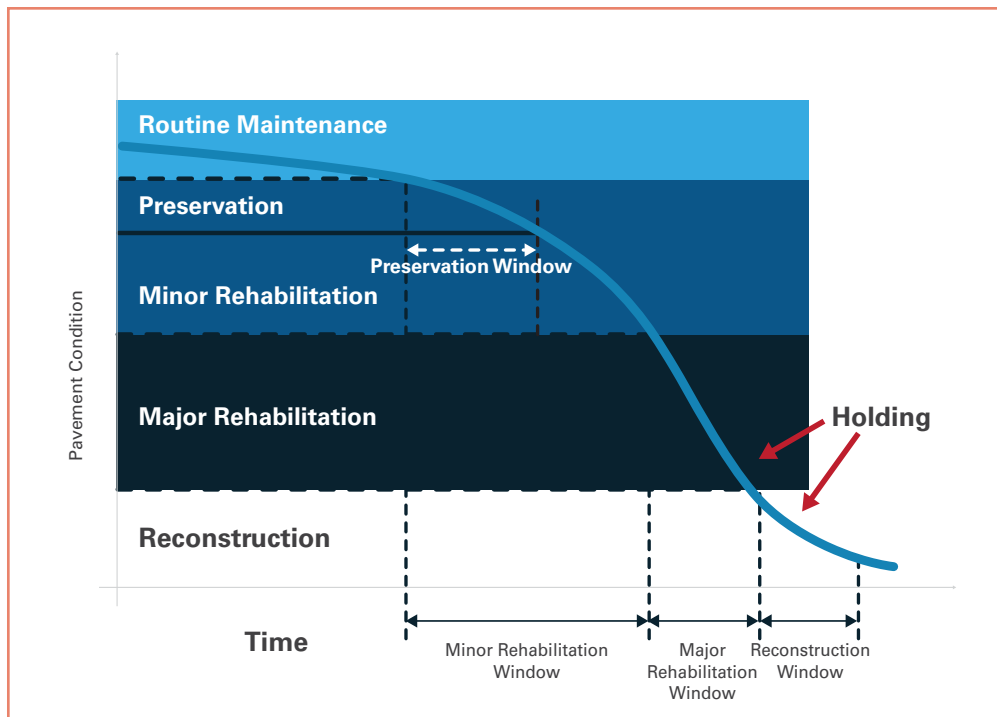 Routine Maintenance
Preservation
Preservation Window
Minor Rehabilitation
Major Rehabilitation
Holding
Reconstruction
Pavement Condition
Time
Minor Rehabilitation
Window
Major
Rehabilitation
Window
Reconstruction
Window